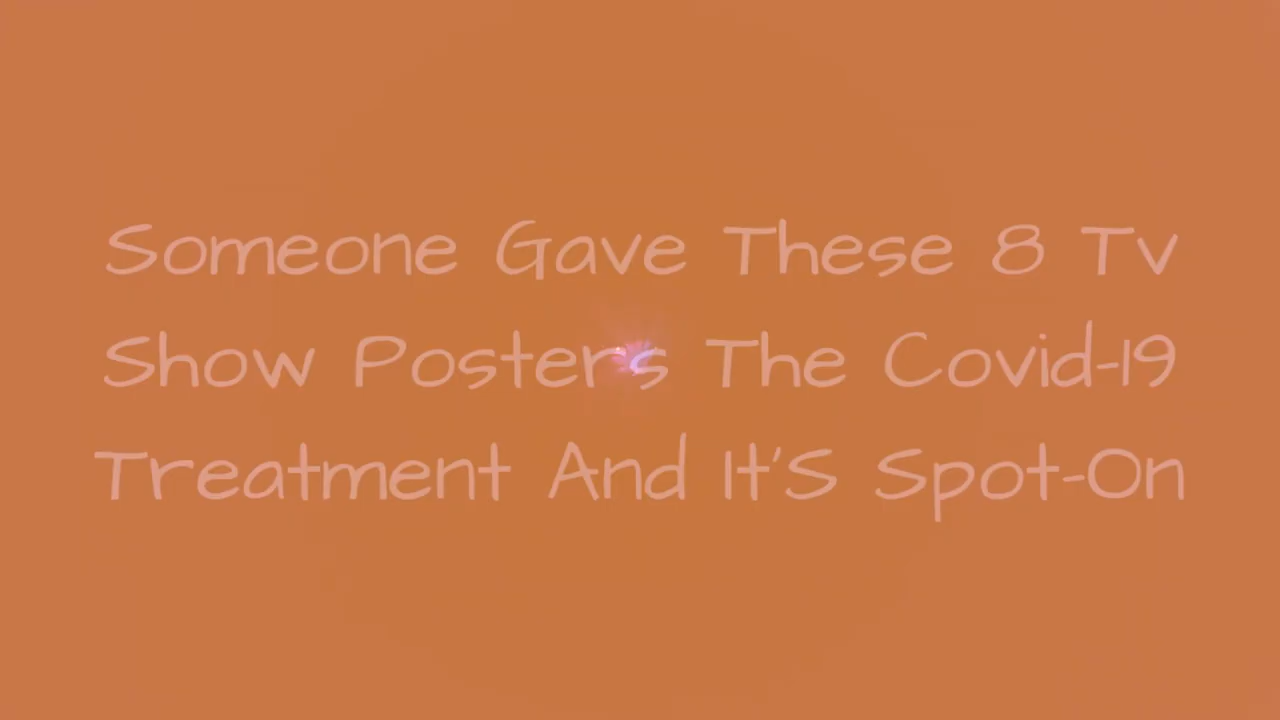 Someone Gave These 8 Tv
Show Posters The Covid-19
Treatment And It'S Spot-On